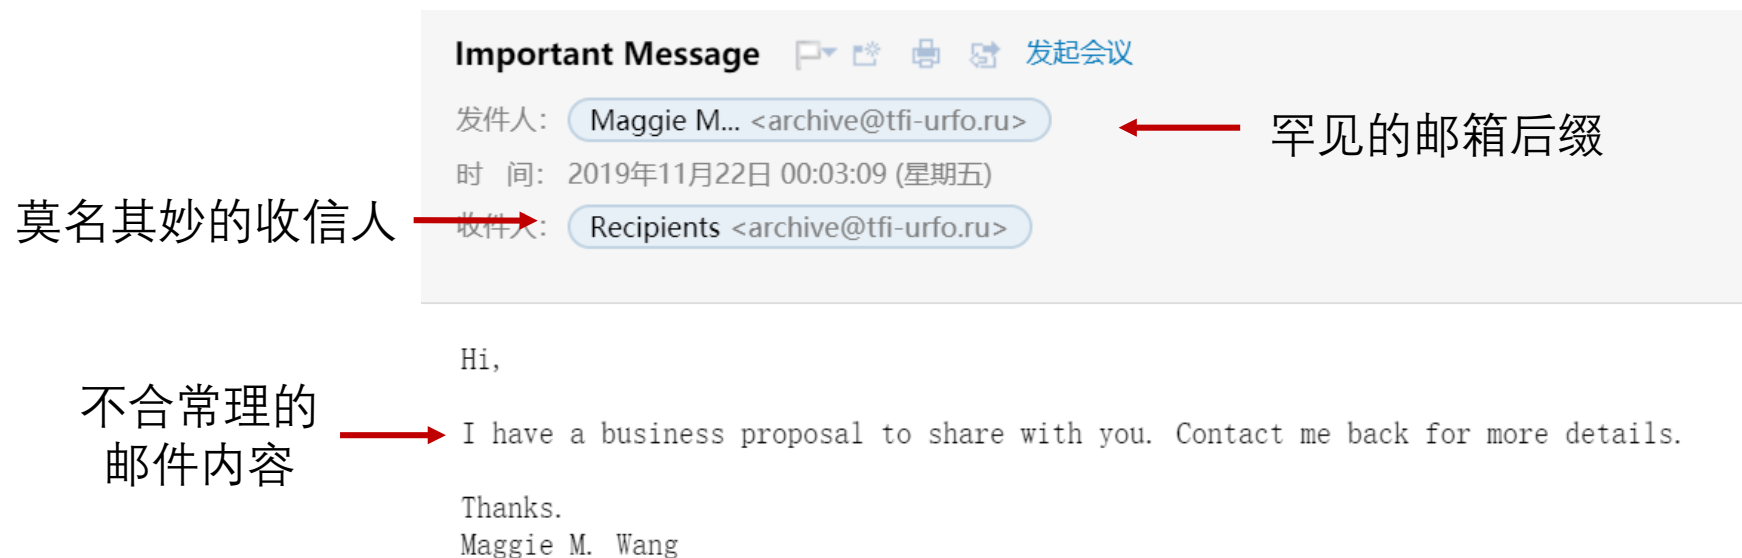 Important Message 发起会议
发件人： Maggie M... <archive@tfi-urfo.ru>
罕见的邮箱后缀
时 间： 2019年11月22日 00:03:09 (星期五)
莫名其妙的收信人
收件人： Recipients <archive@tfi-urfo.ru>
Hi,
不合常理的
邮件内容
I have a business proposal to share with you. Contact me back for more details.
Thanks.
Maggie M. Wang